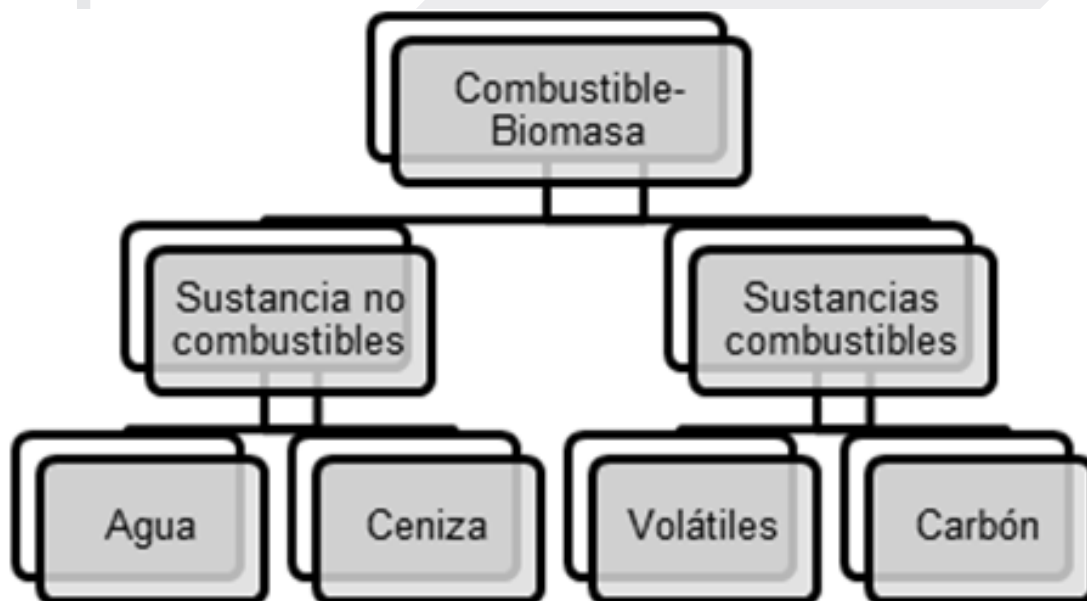 Combustible-
Biomasa
Sustancia no
combustibles
Sustancias
combustibles
Agua
Ceniza
Volátiles
Carbón